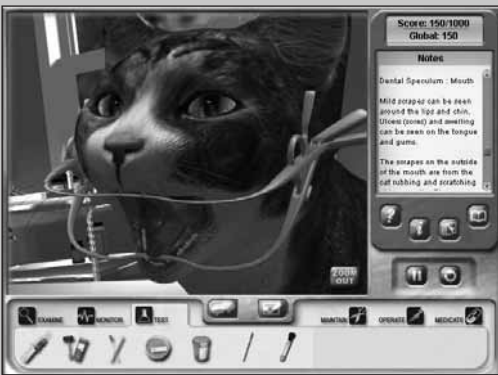 Score: 150/1000
Global: 150
Notes
Dental Speculum : Mouth
Mild scrapes can be seen
around the lips and chin.
Ulcers (sores) and swelling
can be seen on the tongue
and gums.
The scrapes on the outside
of the mouth are from the
cat rubbing and scratching
ZOOM
OUT
EXAMINE
MONITOR
TEST
MAINTAIN
OPERATE
MEDICATE